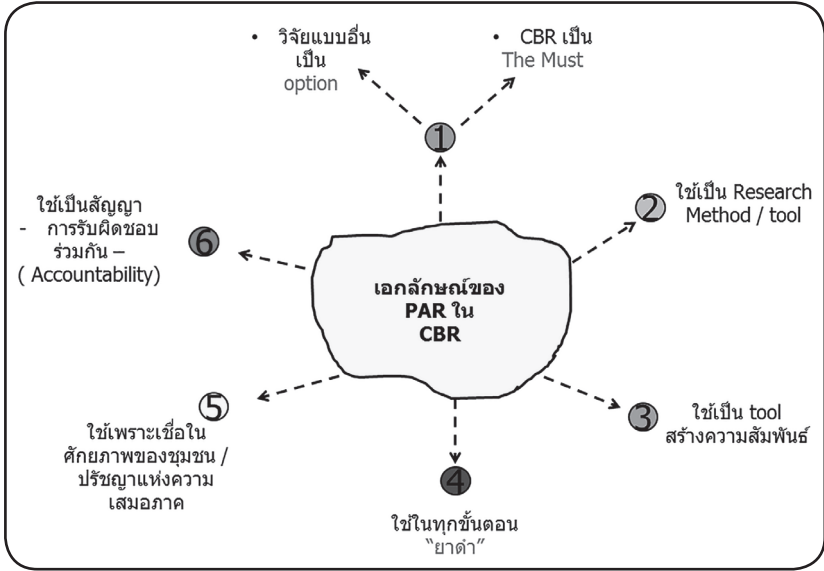 • วิจัยแบบอื่น
เป็น
option
• CBR เป็น
The Must
1
2
ใช้เป็น Research
Method / tool
ใช้เป็นสัญญา
- การรับผิดชอบ
ร่วมกัน –
( Accountability)
6
เอกลักษณ์ของ
PAR ใน
CBR
5
ใช้เพราะเชื่อใน
ศักยภาพของชุมชน /
ปรัชญาแห่งความ
เสมอภาค
3
ใช้เป็น tool
สร้างความสัมพันธ์
4
ใช้ในทุกขั้นตอน
“ยาดำ”